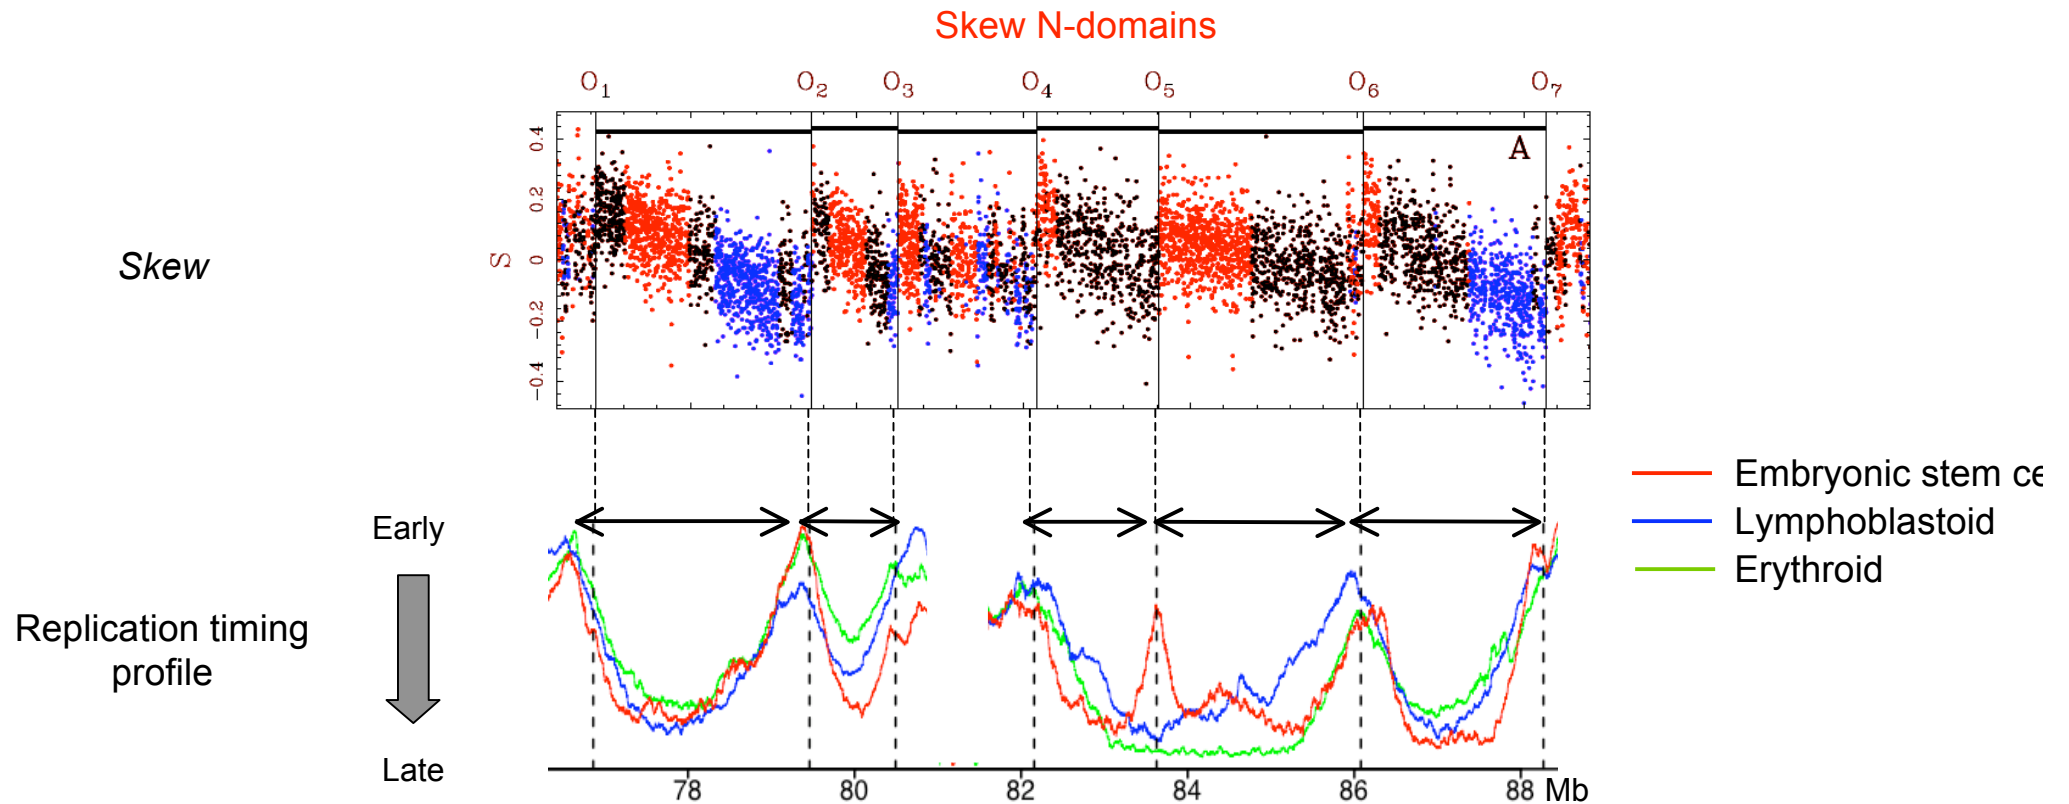 Skew N-domains
O1 O2 O3 O4 O5 O6 O7
A
0.4
0.2
0
−0.2
−0.4
S
Skew
Embryonic stem ce
Lymphoblastoid
Erythroid
Early
Replication timing
profile
Late
78 80 82 84 86 88 Mb